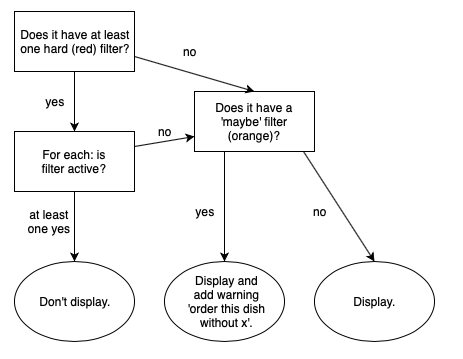 Does it have at least
one hard (red) filter?
no
yes
Does it have a
'maybe' filter
(orange)?
no
For each: is
filter active?
at least
one yes
yes
no
Don't display.
Display and
add warning
'order this dish
without x'.
Display.